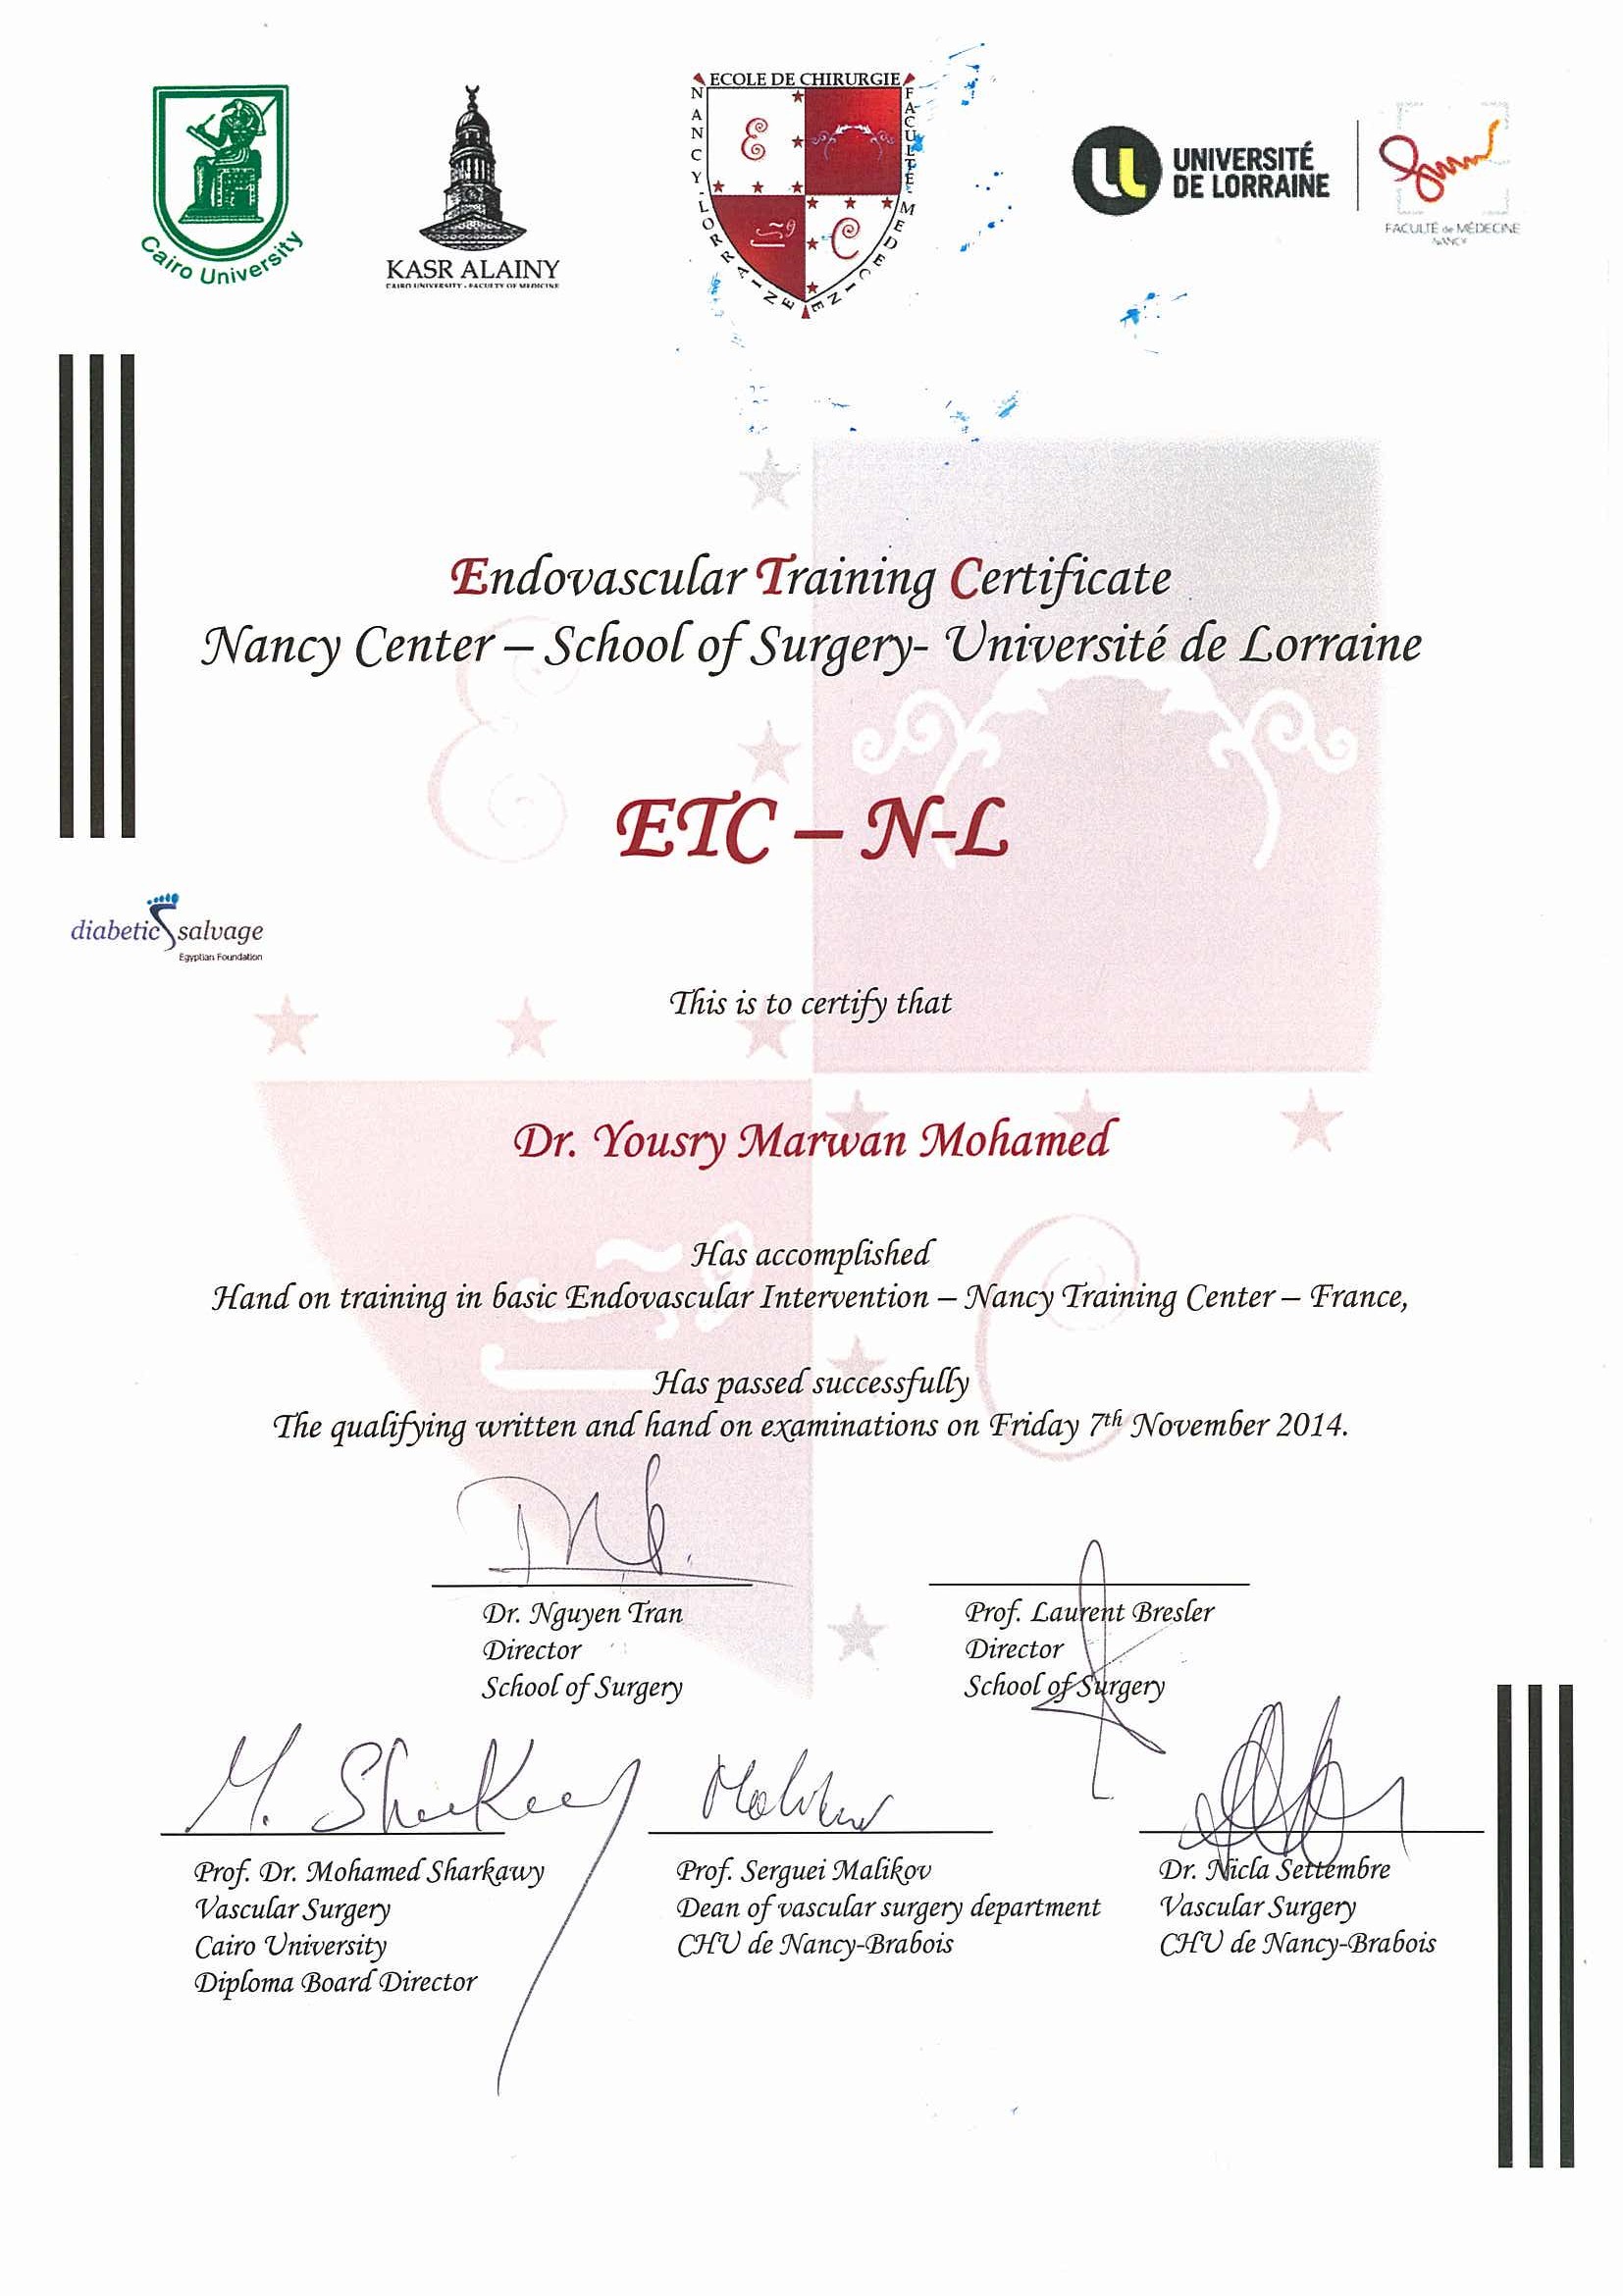 Cairo University
KASR ALAINY
CAIRO UNIVERSITY - FACULTY OF MEDICINE
ECOLE DE CHIRURGIE
NANCY-LORRAINE
FACULTE MEDECINE
UNIVERSITÉ
DE LORRAINE
FACULTÉ de MÉDECINE
NANCY
Endovascular Training Certificate
Nancy Center – School of Surgery- Université de Lorraine
ETC – N-L
diabetic salvage
Egyptian Foundation
This is to certify that
Dr. Yousry Marwan Mohamed
Has accomplished
Hand on training in basic Endovascular Intervention – Nancy Training Center – France,
Has passed successfully
The qualifying written and hand on examinations on Friday 7th November 2014.
Dr. Nguyen Tran
Director
School of Surgery
Prof. Laurent Bresler
Director
School of Surgery
M. Sharkawy
Prof. Dr. Mohamed Sharkawy
Vascular Surgery
Cairo University
Diploma Board Director
Malikov
Prof. Serguei Malikov
Dean of vascular surgery department
CHU de Nancy-Brabois
Dr. Nicla Settembre
Vascular Surgery
CHU de Nancy-Brabois